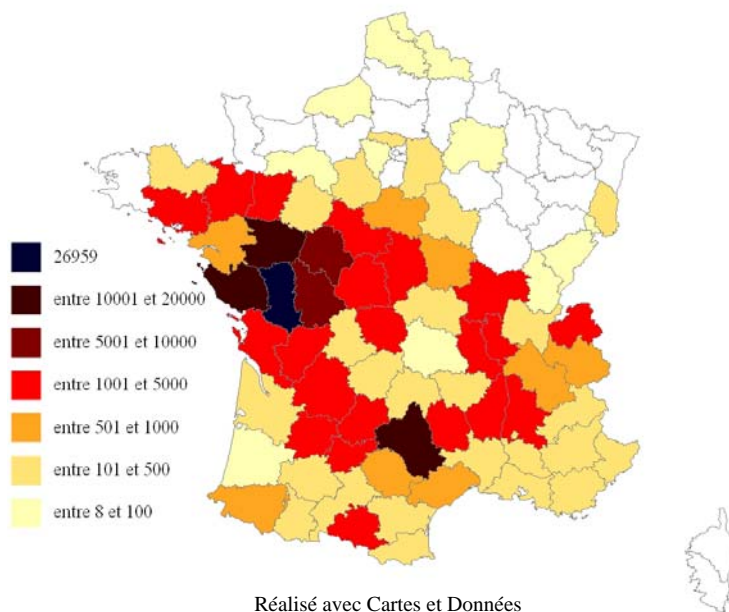 26959
entre 10001 et 20000
entre 5001 et 10000
entre 1001 et 5000
entre 501 et 1000
entre 101 et 500
entre 8 et 100
Réalisé avec Cartes et Données